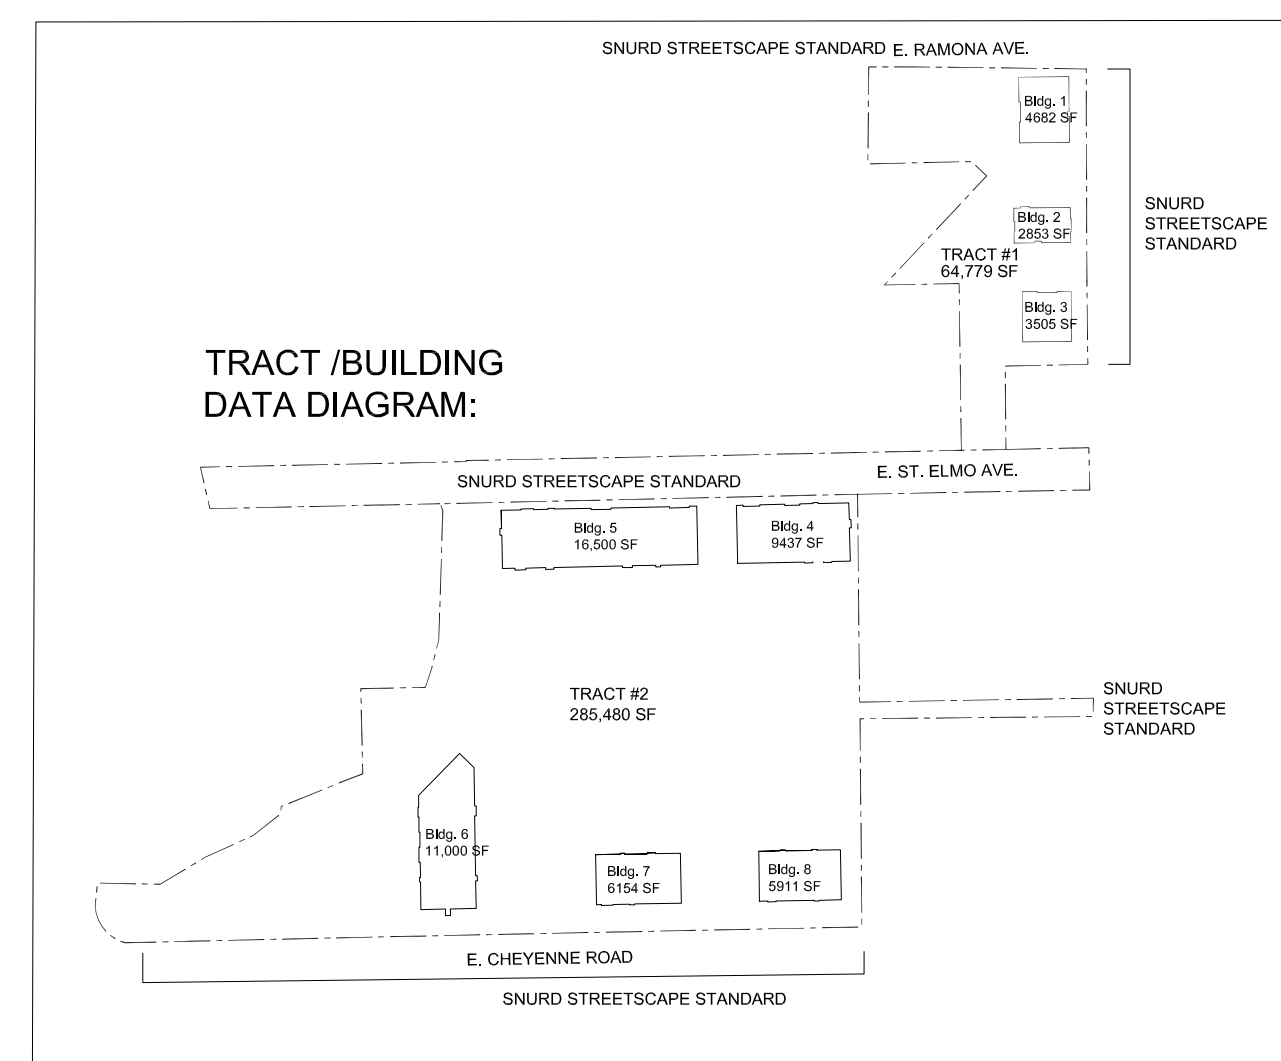 SNURD STREETSCAPE STANDARD E. RAMONA AVE.
Bldg. 1
4682 SF
SNURD
STREETSCAPE
STANDARD
Bldg. 2
2853 SF
TRACT #1
64,779 SF
Bldg. 3
3505 SF
TRACT /BUILDING
DATA DIAGRAM:
SNURD STREETSCAPE STANDARD
E. ST. ELMO AVE.
Bldg. 5
16,500 SF
Bldg. 4
9437 SF
TRACT #2
285,480 SF
SNURD
STREETSCAPE
STANDARD
Bldg. 6
11,000 SF
Bldg. 7
6154 SF
Bldg. 8
5911 SF
E. CHEYENNE ROAD
SNURD STREETSCAPE STANDARD